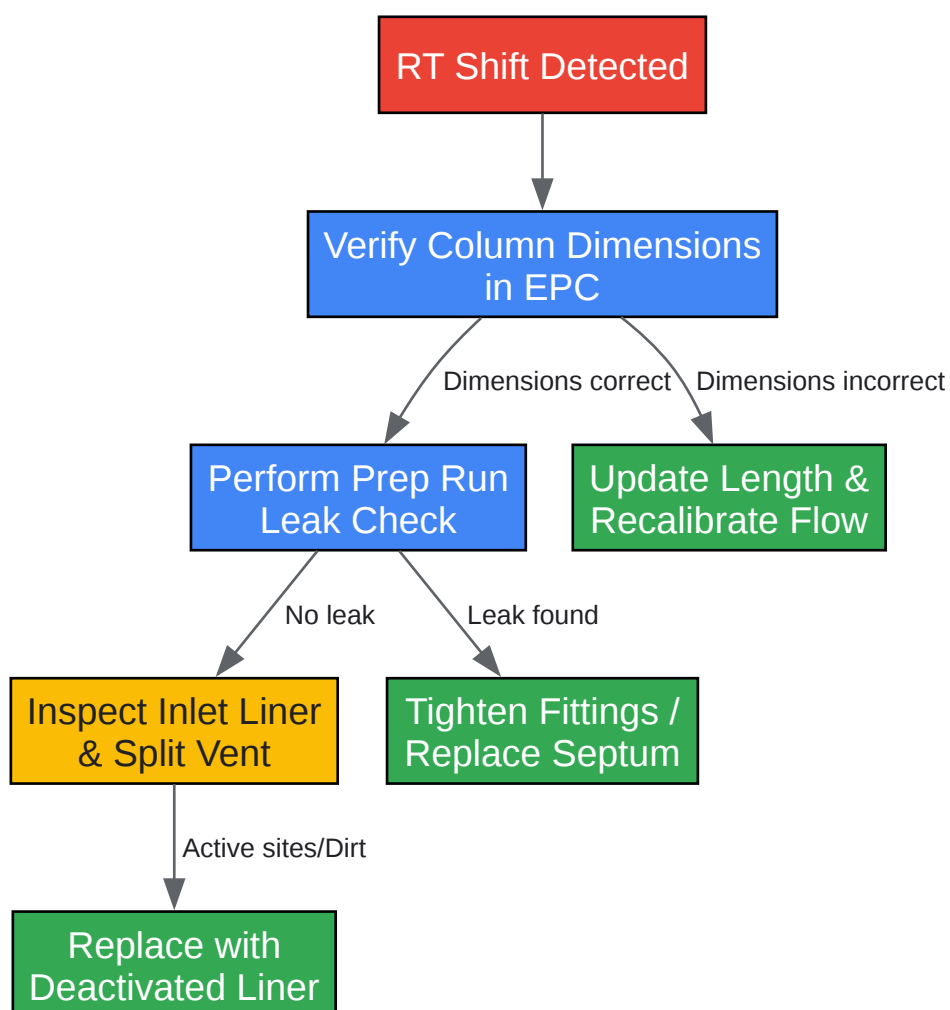 RT Shift Detected
Verify Column Dimensions
in EPC
Dimensions correct
Dimensions incorrect
Perform Prep Run
Leak Check
Update Length &
Recalibrate Flow
No leak
Leak found
Inspect Inlet Liner
& Split Vent
Tighten Fittings /
Replace Septum
Active sites/Dirt
Replace with
Deactivated Liner